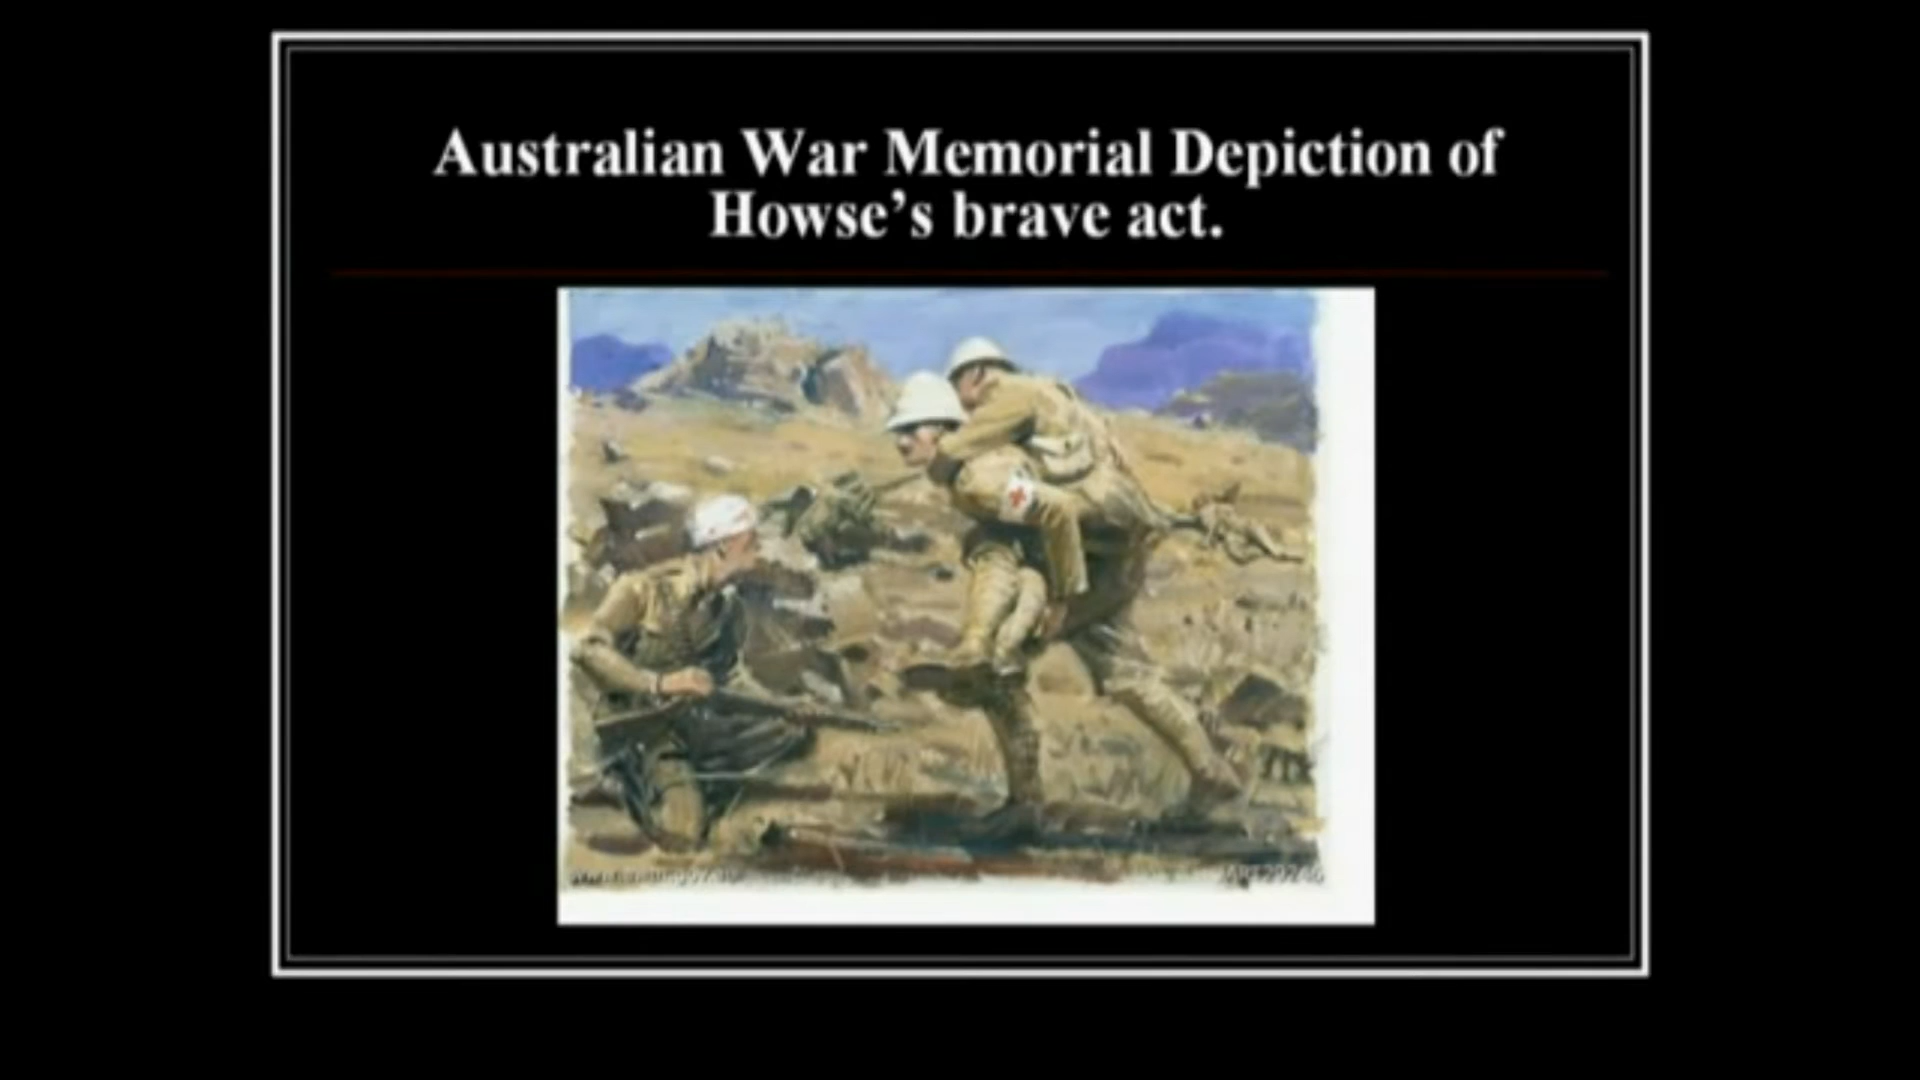 Australian War Memorial Depiction of
Howse’s brave act.